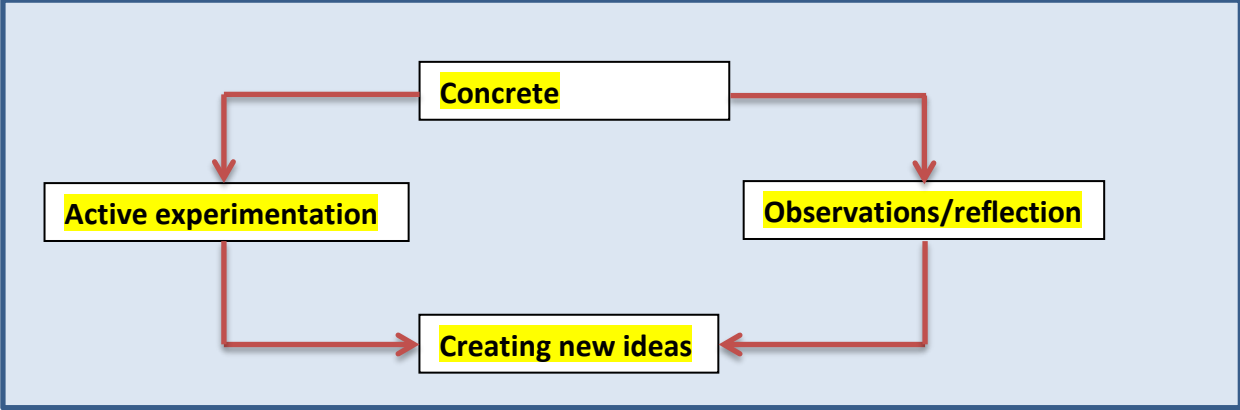 Concrete
Active experimentation
Observations/reflection
Creating new ideas